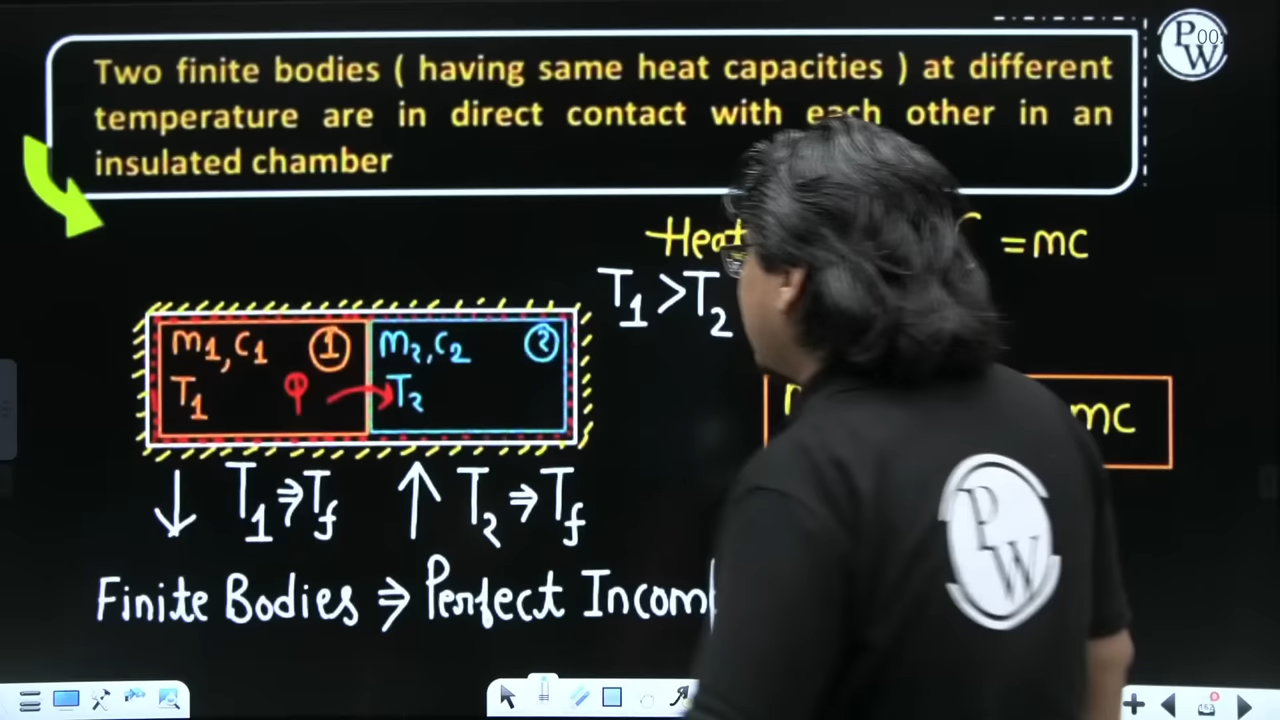 Two finite bodies ( having same heat capacities ) at different
temperature are in direct contact with each other in an
insulated chamber
PW
Heat = mc
T1 > T2
m1, c1 ① m2, c2 ②
T1 φ → T2
mc
↓ T1 ⇒ Tf ↑ T2 ⇒ Tf
Finite Bodies ⇒ Perfect
PW